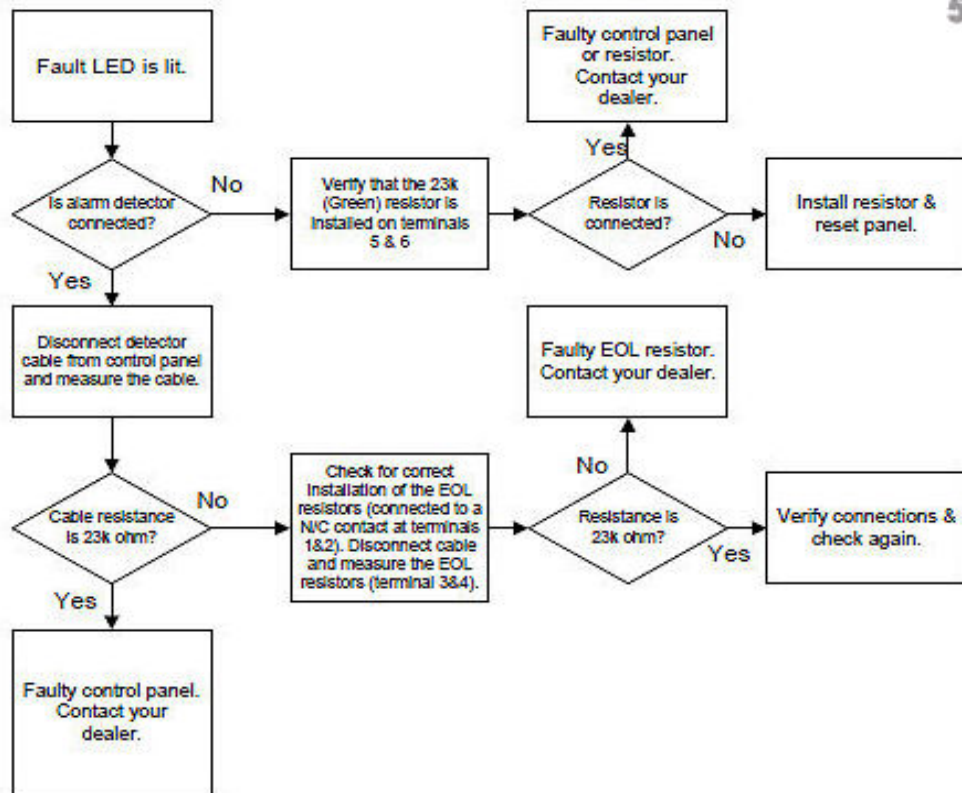 5
Fault LED is lit.
Faulty control panel
or resistor.
Contact your
dealer.
Yes
Is alarm detector
connected?
No
Verify that the 23k
(Green) resistor is
installed on terminals
5 & 6
Resistor is
connected?
No
Install resistor &
reset panel.
Yes
Disconnect detector
cable from control panel
and measure the cable.
Faulty EOL resistor.
Contact your dealer.
No
Cable resistance
is 23k ohm?
No
Check for correct
installation of the EOL
resistors (connected to a
N/C contact at terminals
1&2). Disconnect cable
and measure the EOL
resistors (terminal 3&4).
Resistance is
23k ohm?
Yes
Verify connections &
check again.
Yes
Faulty control panel.
Contact your
dealer.